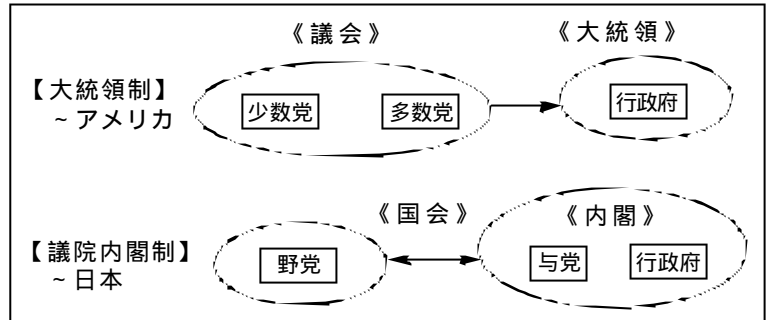 《議会》 《大統領》
【大統領制】
~アメリカ
少数党 多数党 行政府
《国会》 《内閣》
【議院内閣制】
~日本
野党 与党 行政府